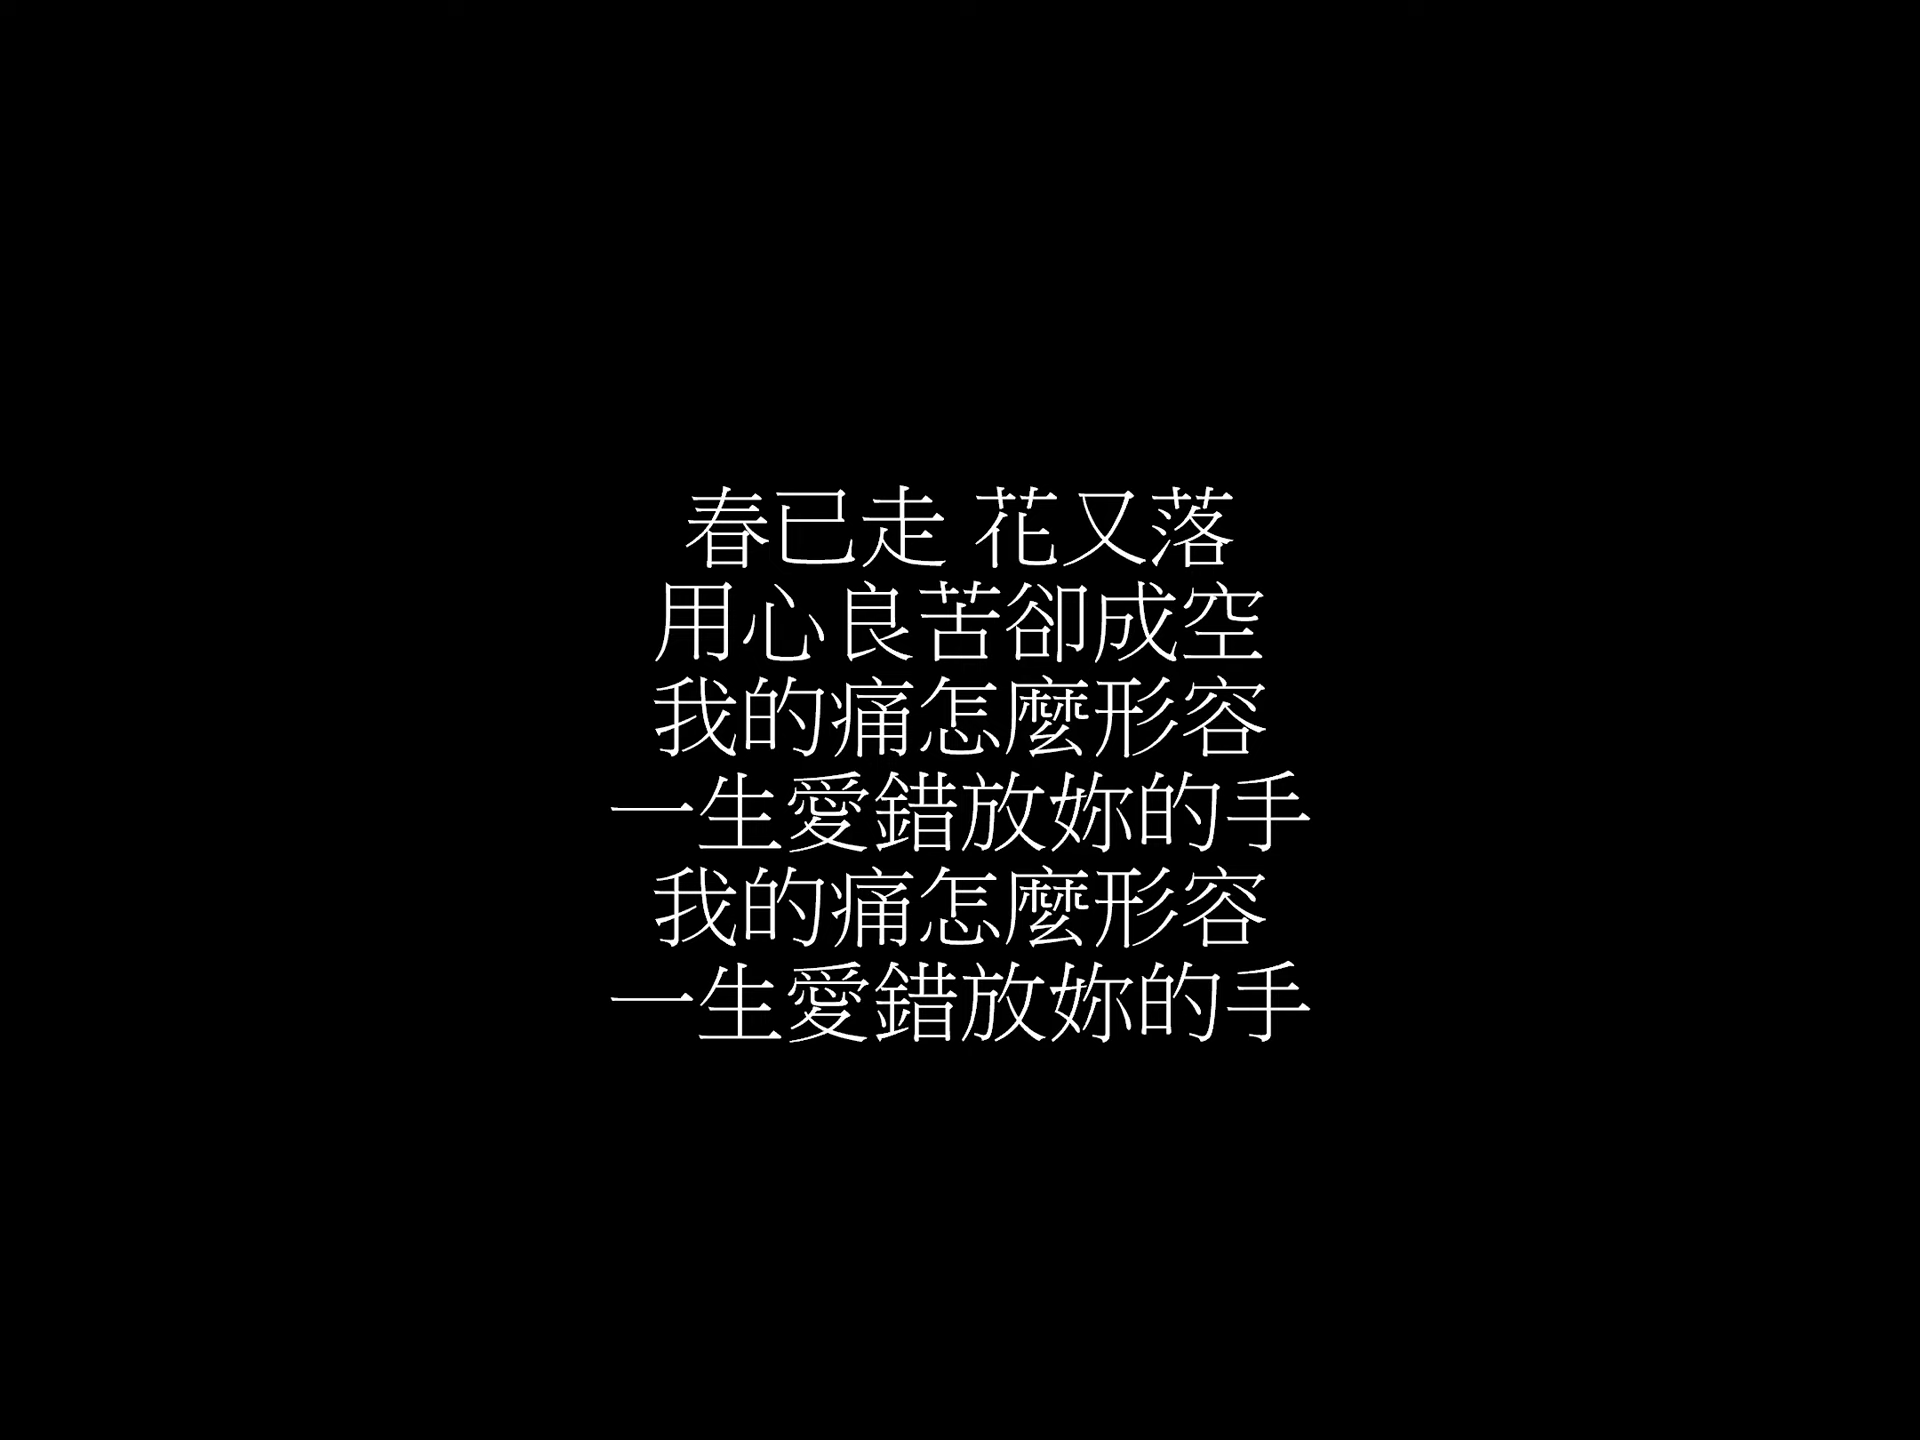 春已走 花又落
用心良苦卻成空
我的痛怎麼形容
一生愛錯放妳的手
我的痛怎麼形容
一生愛錯放妳的手